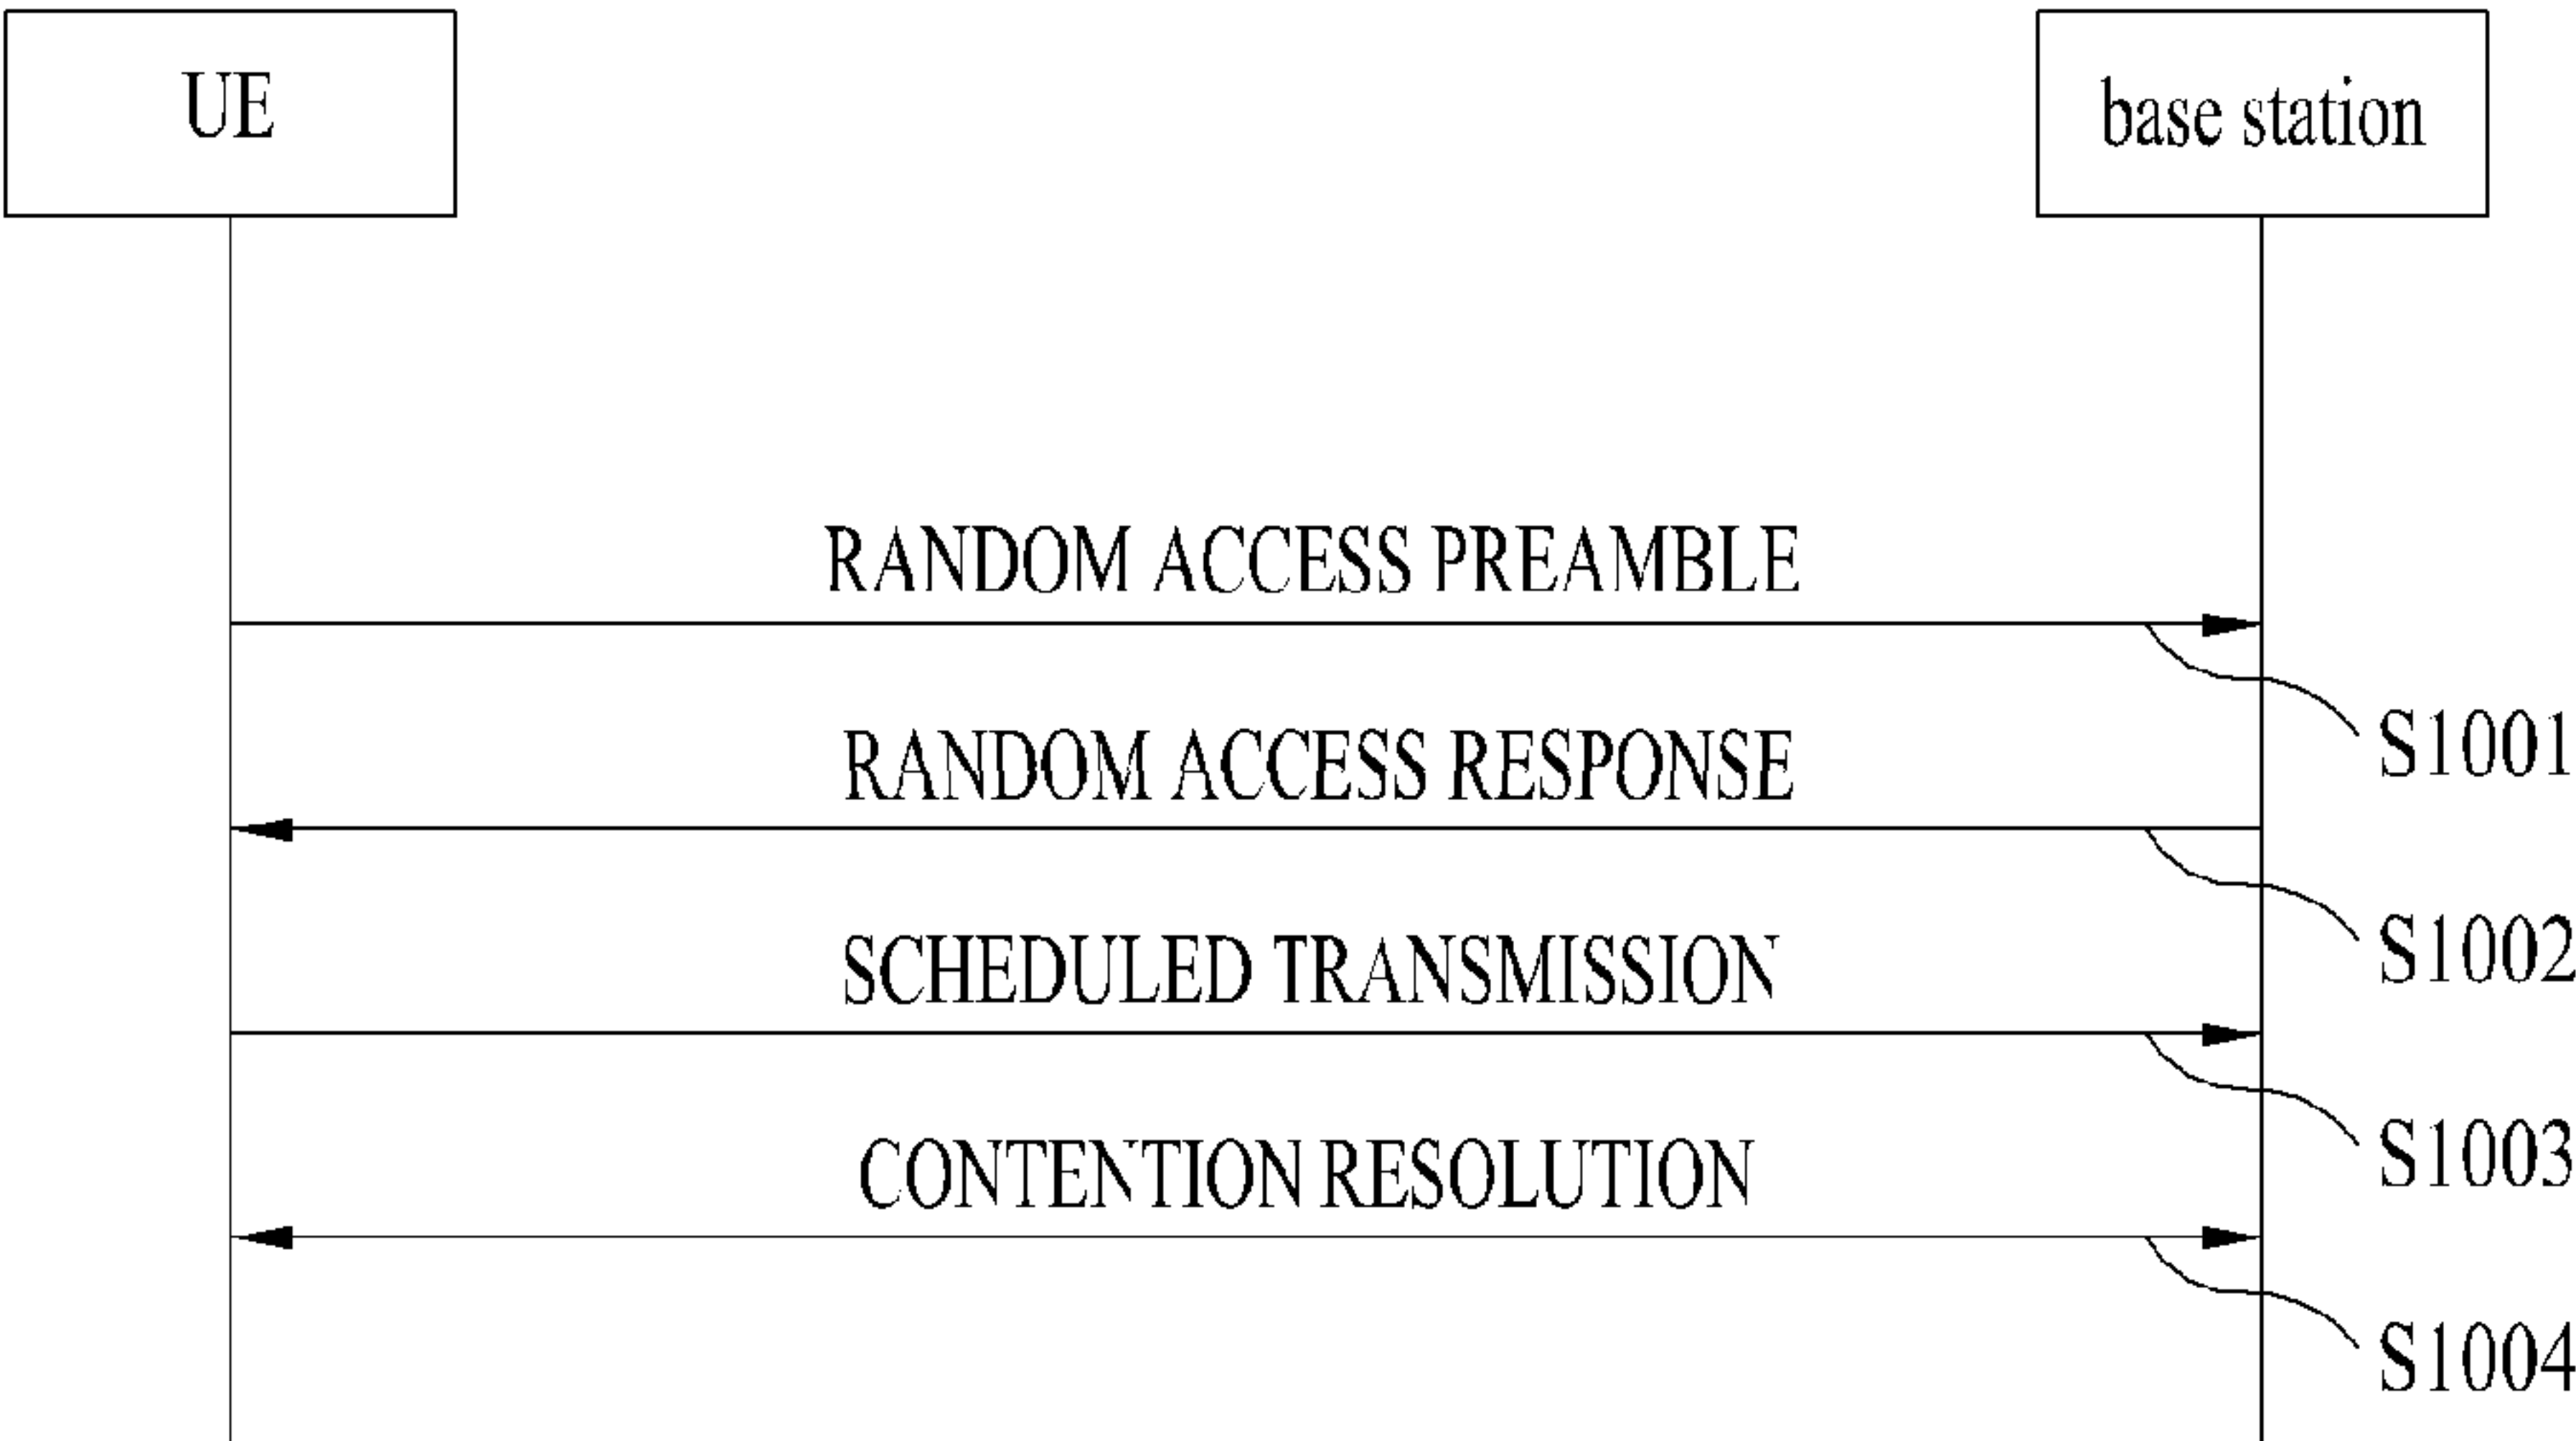 UE
base station
RANDOM ACCESS PREAMBLE
S1001
RANDOM ACCESS RESPONSE
S1002
SCHEDULED TRANSMISSION
S1003
CONTENTION RESOLUTION
S1004